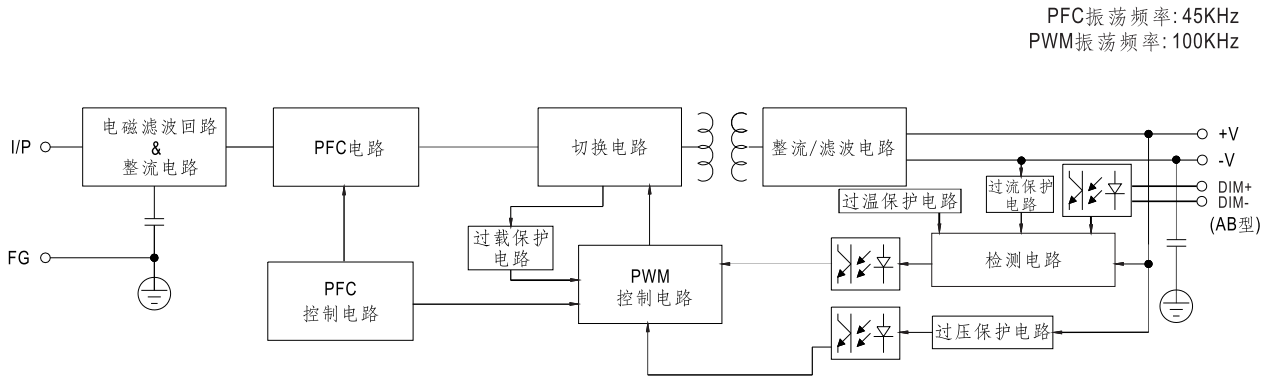 PFC振荡频率: 45KHz
PWM振荡频率: 100KHz
I/P
电磁滤波回路
&
整流电路
PFC电路
切换电路
整流/滤波电路
+V
-V
DIM+
DIM-
(AB型)
过温保护电路
过流保护
电路
过载保护
电路
FG
PFC
控制电路
PWM
控制电路
检测电路
过压保护电路